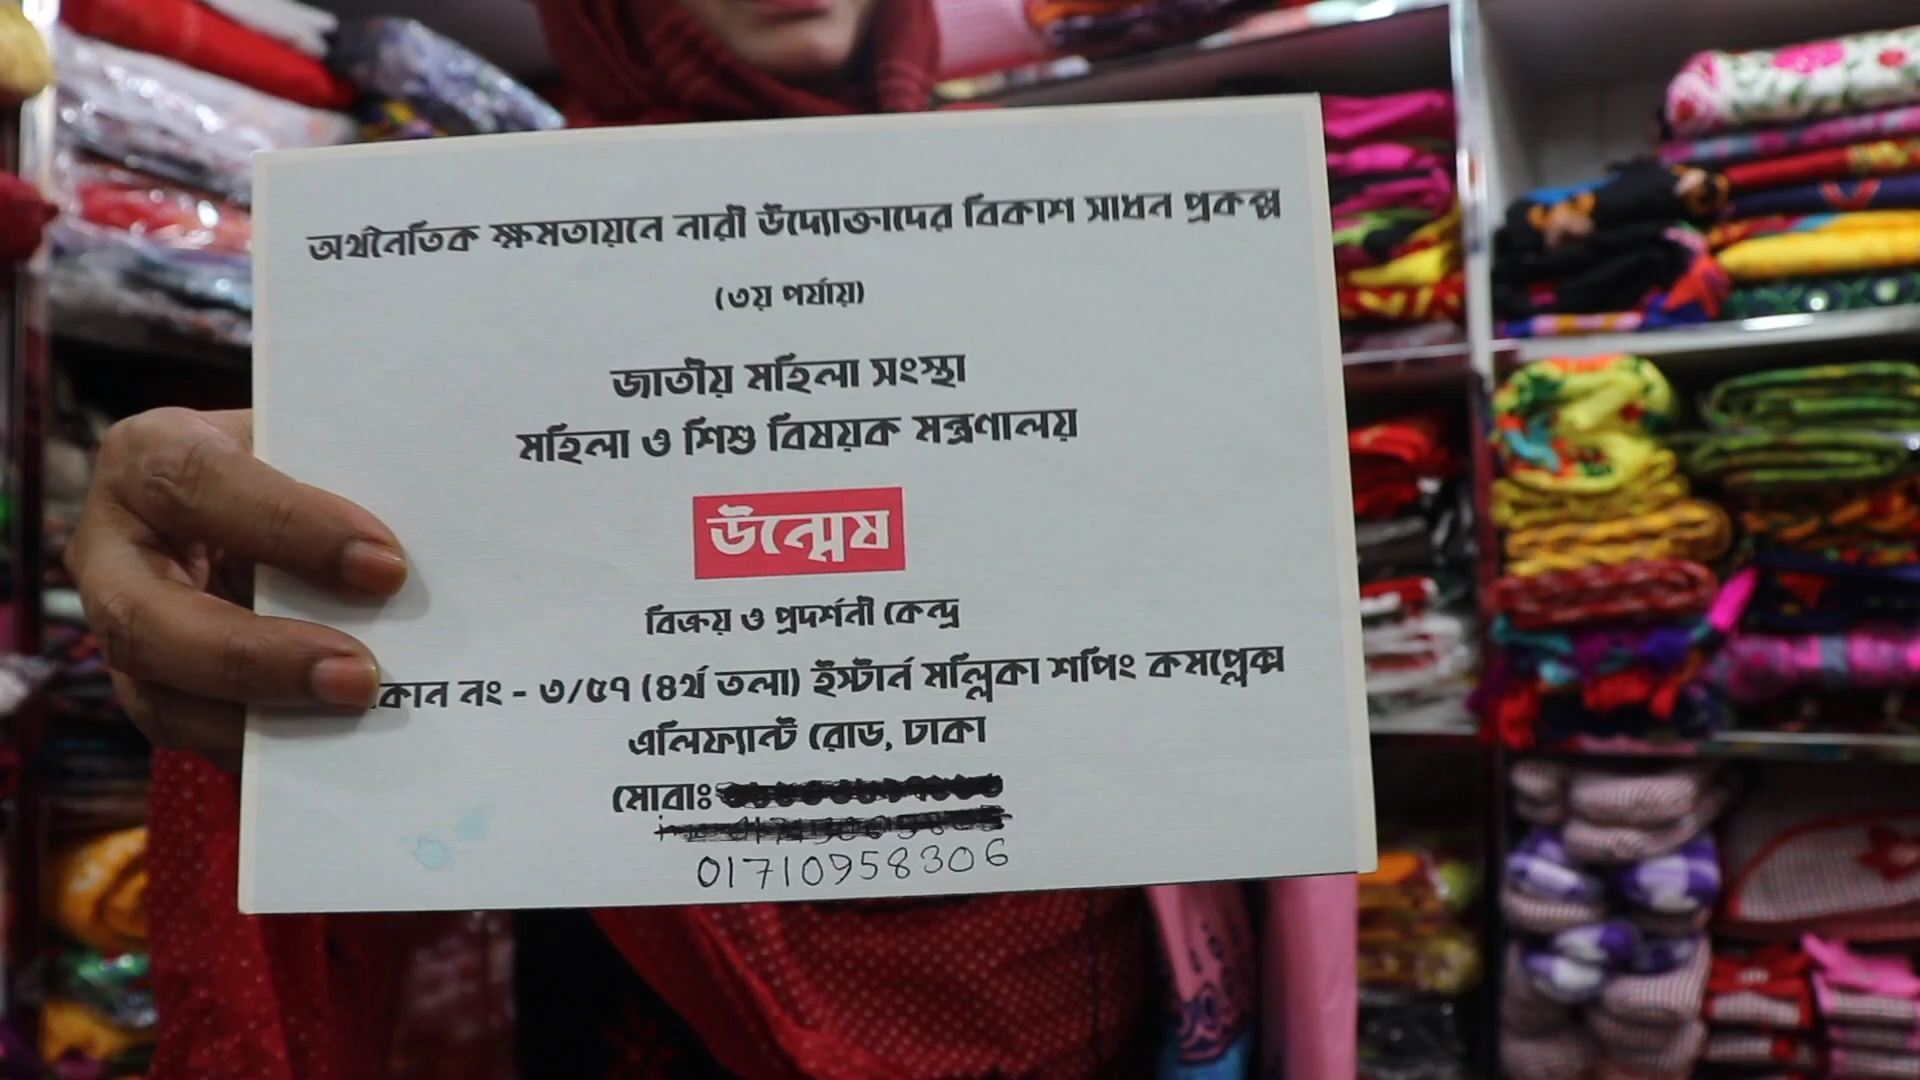 অর্থনৈতিক ক্ষমতায়নে নারী উদ্যোক্তাদের বিকাশ সাধন প্রকল্প
(৩য় পর্যায়)
জাতীয় মহিলা সংস্থা
মহিলা ও শিশু বিষয়ক মন্ত্রণালয়
উন্মেষ
বিক্রয় ও প্রদর্শনী কেন্দ্র
কান নং - ৩/৫৭ (৪র্থ তলা) ইস্টার্ন মল্লিকা শপিং কমপ্লেক্স
এলিফ্যান্ট রোড, ঢাকা
মোবাঃ
01710958306